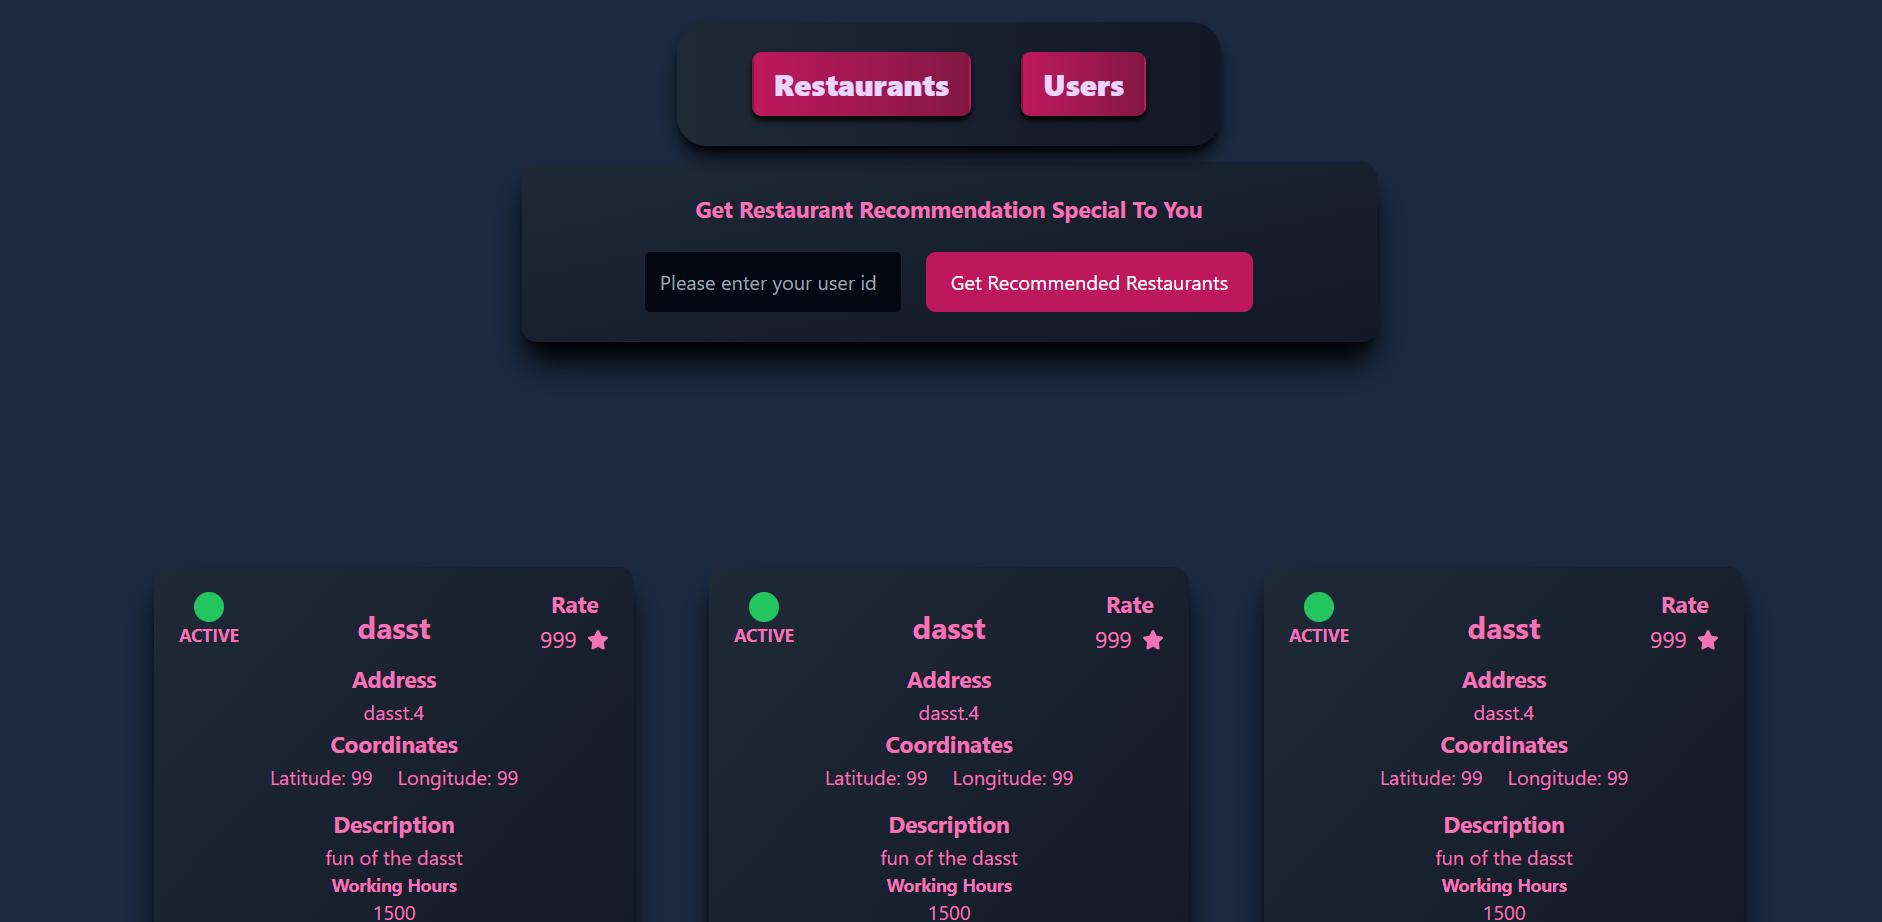 Restaurants Users
Get Restaurant Recommendation Special To You
Please enter your user id Get Recommended Restaurants
ACTIVE
dasst
Rate
999
Address
dasst.4
Coordinates
Latitude: 99 Longitude: 99
Description
fun of the dasst
Working Hours
1500
ACTIVE
dasst
Rate
999
Address
dasst.4
Coordinates
Latitude: 99 Longitude: 99
Description
fun of the dasst
Working Hours
1500
ACTIVE
dasst
Rate
999
Address
dasst.4
Coordinates
Latitude: 99 Longitude: 99
Description
fun of the dasst
Working Hours
1500